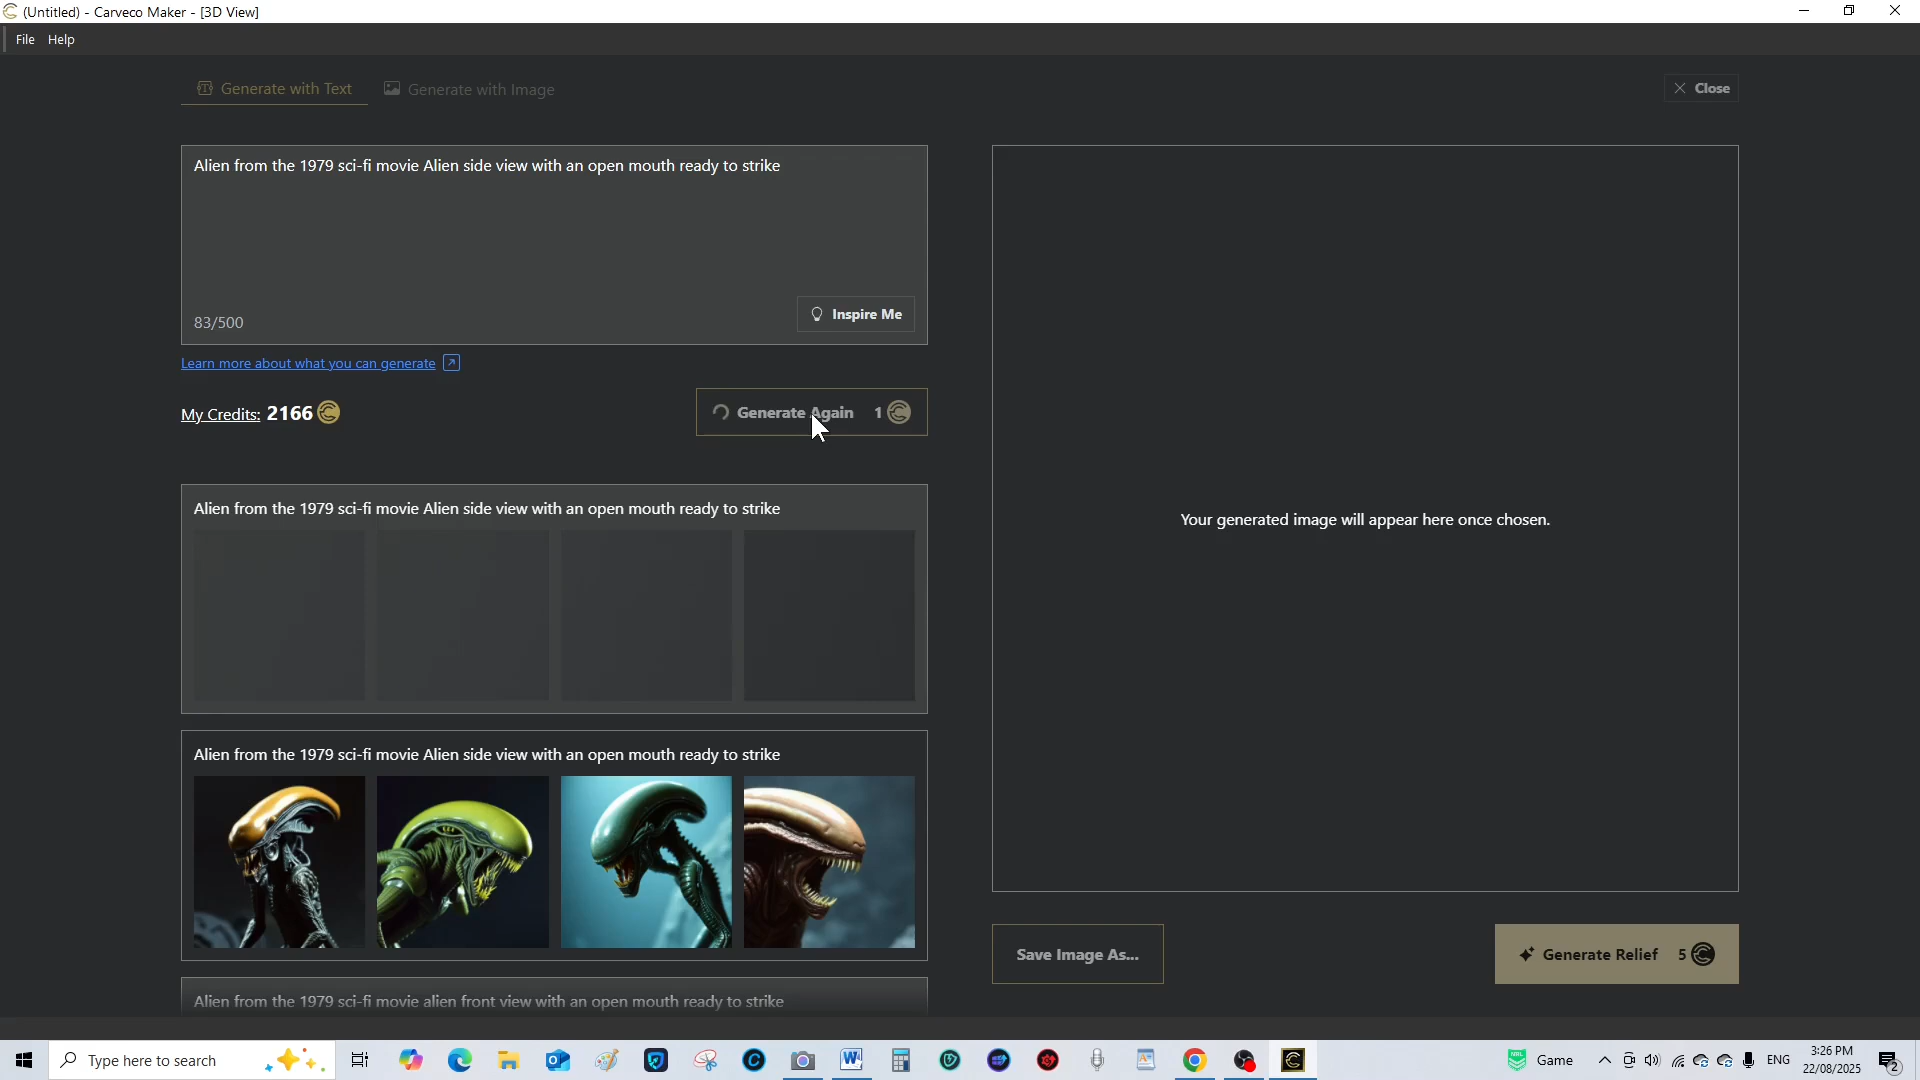 (Untitled) - Carveco Maker - [3D View]
File Help
Generate with Text Generate with Image
Close
Alien from the 1979 sci-fi movie Alien side view with an open mouth ready to strike
83/500
Inspire Me
Learn more about what you can generate
My Credits: 2166
Generate Again 1
Alien from the 1979 sci-fi movie Alien side view with an open mouth ready to strike
Alien from the 1979 sci-fi movie Alien side view with an open mouth ready to strike
Alien from the 1979 sci-fi movie alien front view with an open mouth ready to strike
Your generated image will appear here once chosen.
Save Image As...
Generate Relief 5
Type here to search
Game
ENG
3:26 PM
22/08/2025
2